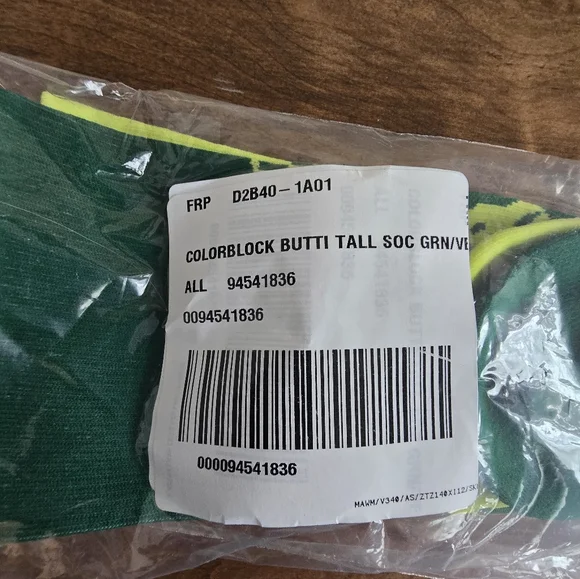 FRP D2B40-1A01
COLORBLOCK BUTTI TALL SOC GRN/VE
ALL 94541836
0094541836
000094541836
MAWM/V340/AS/ZTZ140X112/SK